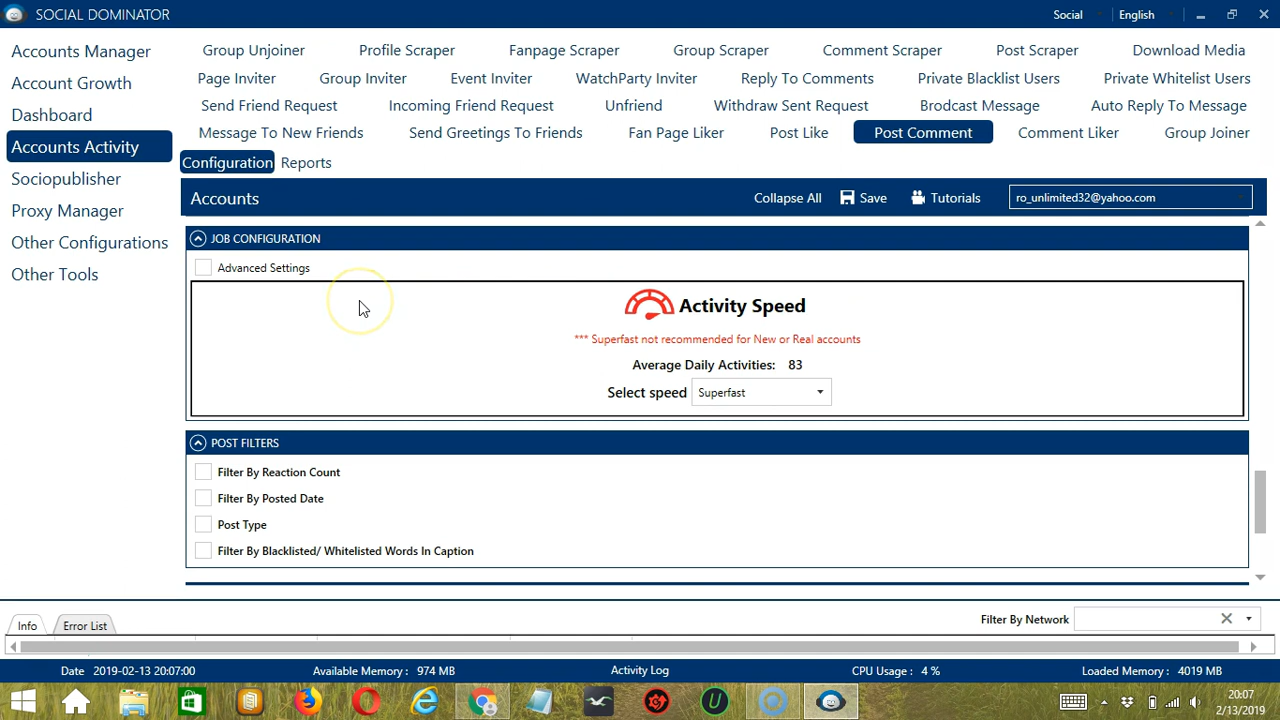 SOCIAL DOMINATOR
Social
English
Accounts Manager
Account Growth
Dashboard
Accounts Activity
Sociopublisher
Proxy Manager
Other Configurations
Other Tools
Group Unjoiner Profile Scraper Fanpage Scraper Group Scraper Comment Scraper Post Scraper Download Media
Page Inviter Group Inviter Event Inviter WatchParty Inviter Reply To Comments Private Blacklist Users Private Whitelist Users
Send Friend Request Incoming Friend Request Unfriend Withdraw Sent Request Brodcast Message Auto Reply To Message
Message To New Friends Send Greetings To Friends Fan Page Liker Post Like Post Comment Comment Liker Group Joiner
Configuration Reports
Accounts Collapse All Save Tutorials ro_unlimited32@yahoo.com
JOB CONFIGURATION
Advanced Settings
Activity Speed
*** Superfast not recommended for New or Real accounts
Average Daily Activities: 83
Select speed Superfast
POST FILTERS
Filter By Reaction Count
Filter By Posted Date
Post Type
Filter By Blacklisted/ Whitelisted Words In Caption
Info Error List Filter By Network
Date 2019-02-13 20:07:00 Available Memory : 974 MB Activity Log CPU Usage : 4 % Loaded Memory : 4019 MB
20:07
2/13/2019